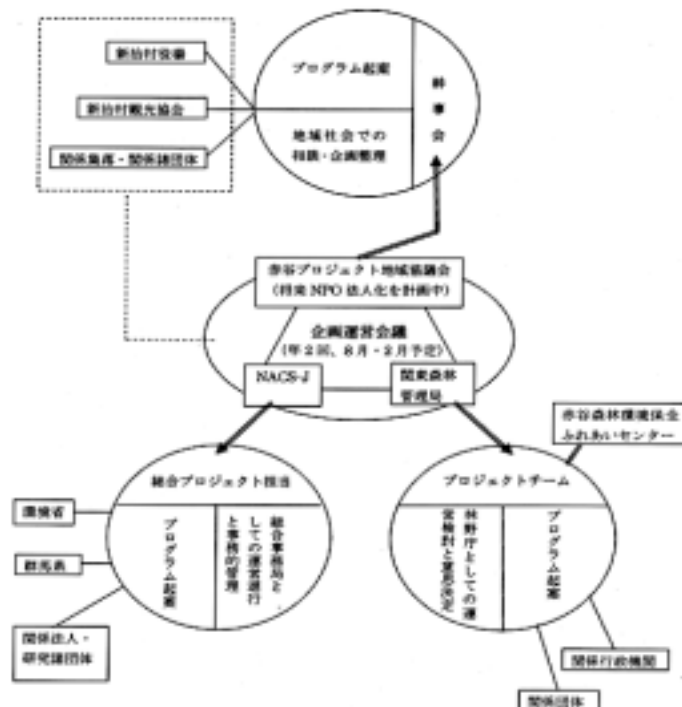 新治村役場
新治村観光協会
関係集落・関係諸団体
プログラム起案
地域社会での
相談・企画整理
幹事会
赤谷プロジェクト地域協議会
(将来 NPO 法人化を計画中)
企画運営会議
(年2回、8月・2月予定)
NACS-J
関東森林
管理局
赤谷森林環境保全
ふれあいセンター
総合プロジェクト担当
プログラム起案
総合事務局と
しての運営進行
と事務的管理
環境省
群馬県
関係法人・
研究諸団体
プロジェクトチーム
林野庁としての運
営検討と意思決定
プログラム起案
関係行政機関
関係団体